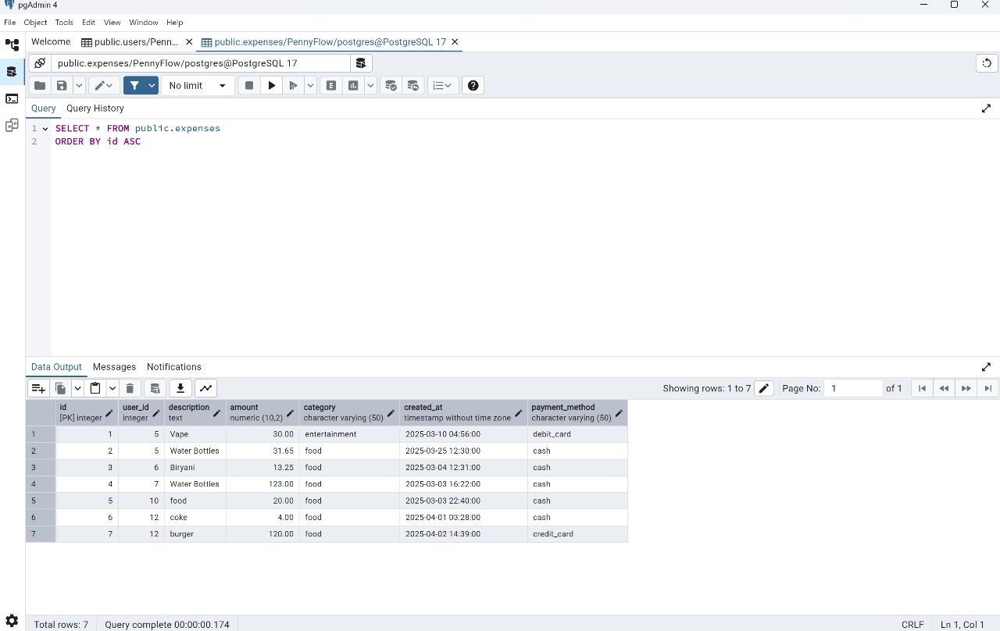 pgAdmin 4
File Object Tools Edit View Window Help
Welcome public.users/Penn... public.expenses/PennyFlow/postgres@PostgreSQL 17
public.expenses/PennyFlow/postgres@PostgreSQL 17
No limit E
Query Query History
1 SELECT * FROM public.expenses
2 ORDER BY id ASC
Data Output Messages Notifications
Showing rows: 1 to 7 Page No: 1 of 1
id user_id description amount category created_at payment_method
[PK] integer integer text numeric (10,2) character varying (50) timestamp without time zone character varying (50)
1 1 5 Vape 30.00 entertainment 2025-03-10 04:56:00 debit_card
2 2 5 Water Bottles 31.65 food 2025-03-25 12:30:00 cash
3 3 6 Biryani 13.25 food 2025-03-04 12:31:00 cash
4 4 7 Water Bottles 123.00 food 2025-03-03 16:22:00 cash
5 5 10 food 20.00 food 2025-03-03 22:40:00 cash
6 6 12 coke 4.00 food 2025-04-01 03:28:00 cash
7 7 12 burger 120.00 food 2025-04-02 14:39:00 credit_card
Total rows: 7 Query complete 00:00:00.174 CRLF Ln 1, Col 1